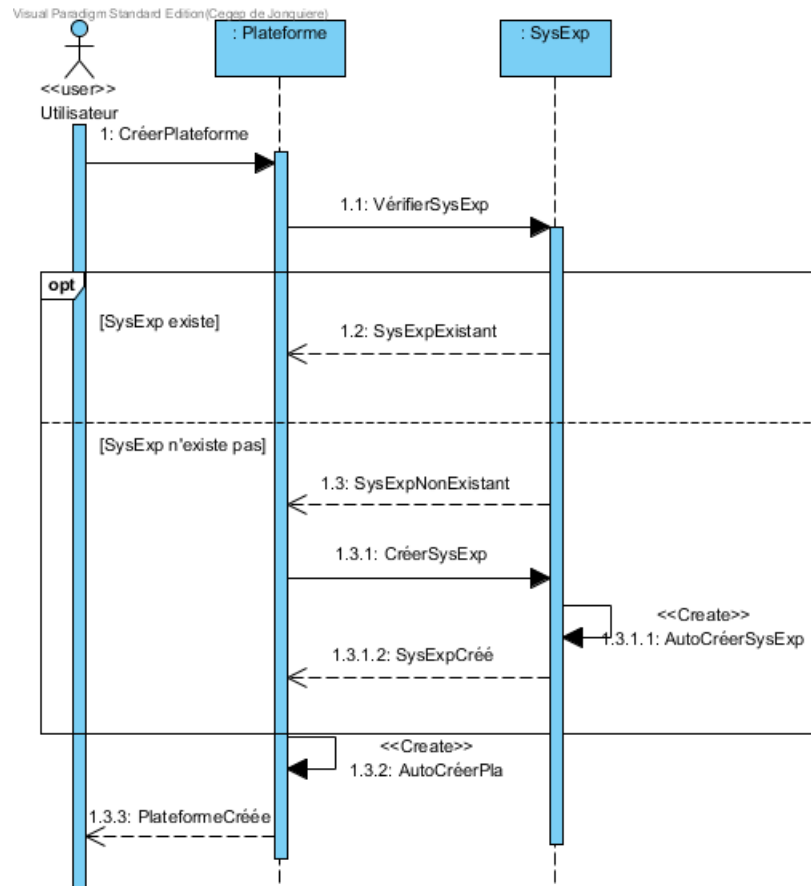 Visual Paradigm Standard Edition(Cegep de Jonquiere)
: Plateforme
: SysExp
<<user>>
Utilisateur
1: CréerPlateforme
1.1: VérifierSysExp
opt
[SysExp existe]
1.2: SysExpExistant
[SysExp n'existe pas]
1.3: SysExpNonExistant
1.3.1: CréerSysExp
<<Create>>
1.3.1.1: AutoCréerSysExp
1.3.1.2: SysExpCréé
<<Create>>
1.3.2: AutoCréerPla
1.3.3: PlateformeCréée